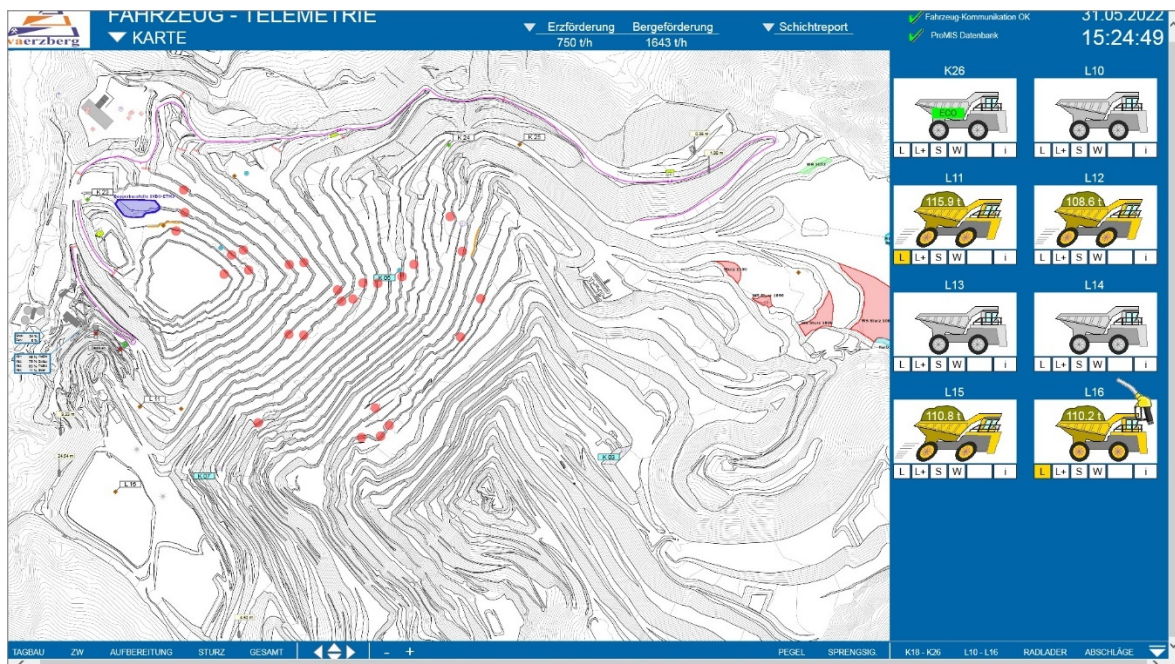 FAHRZEUG - TELEMETRIE
KARTE
vaerzberg
Erzförderung
750 t/h
Bergeförderung
1643 t/h
Schichtreport
Fahrzeug-Kommunikation OK
ProMIS Datenbank
31.05.2022
15:24:49
K26 L10
ECO
L L+ S W i L L+ S W i
L11 L12
115.9 t 108.6 t
L L+ S W i L L+ S W i
L13 L14
L L+ S W i L L+ S W i
L15 L16
110.8 t 110.2 t
L L+ S W i L L+ S W i
K 24 K 25
K 05
K 03
K 07
L 16
TAGBAU ZW AUFBEREITUNG STURZ GESAMT - + PEGEL SPRENGSIG. K18 - K26 L10 - L16 RADLADER ABSCHLÄGE